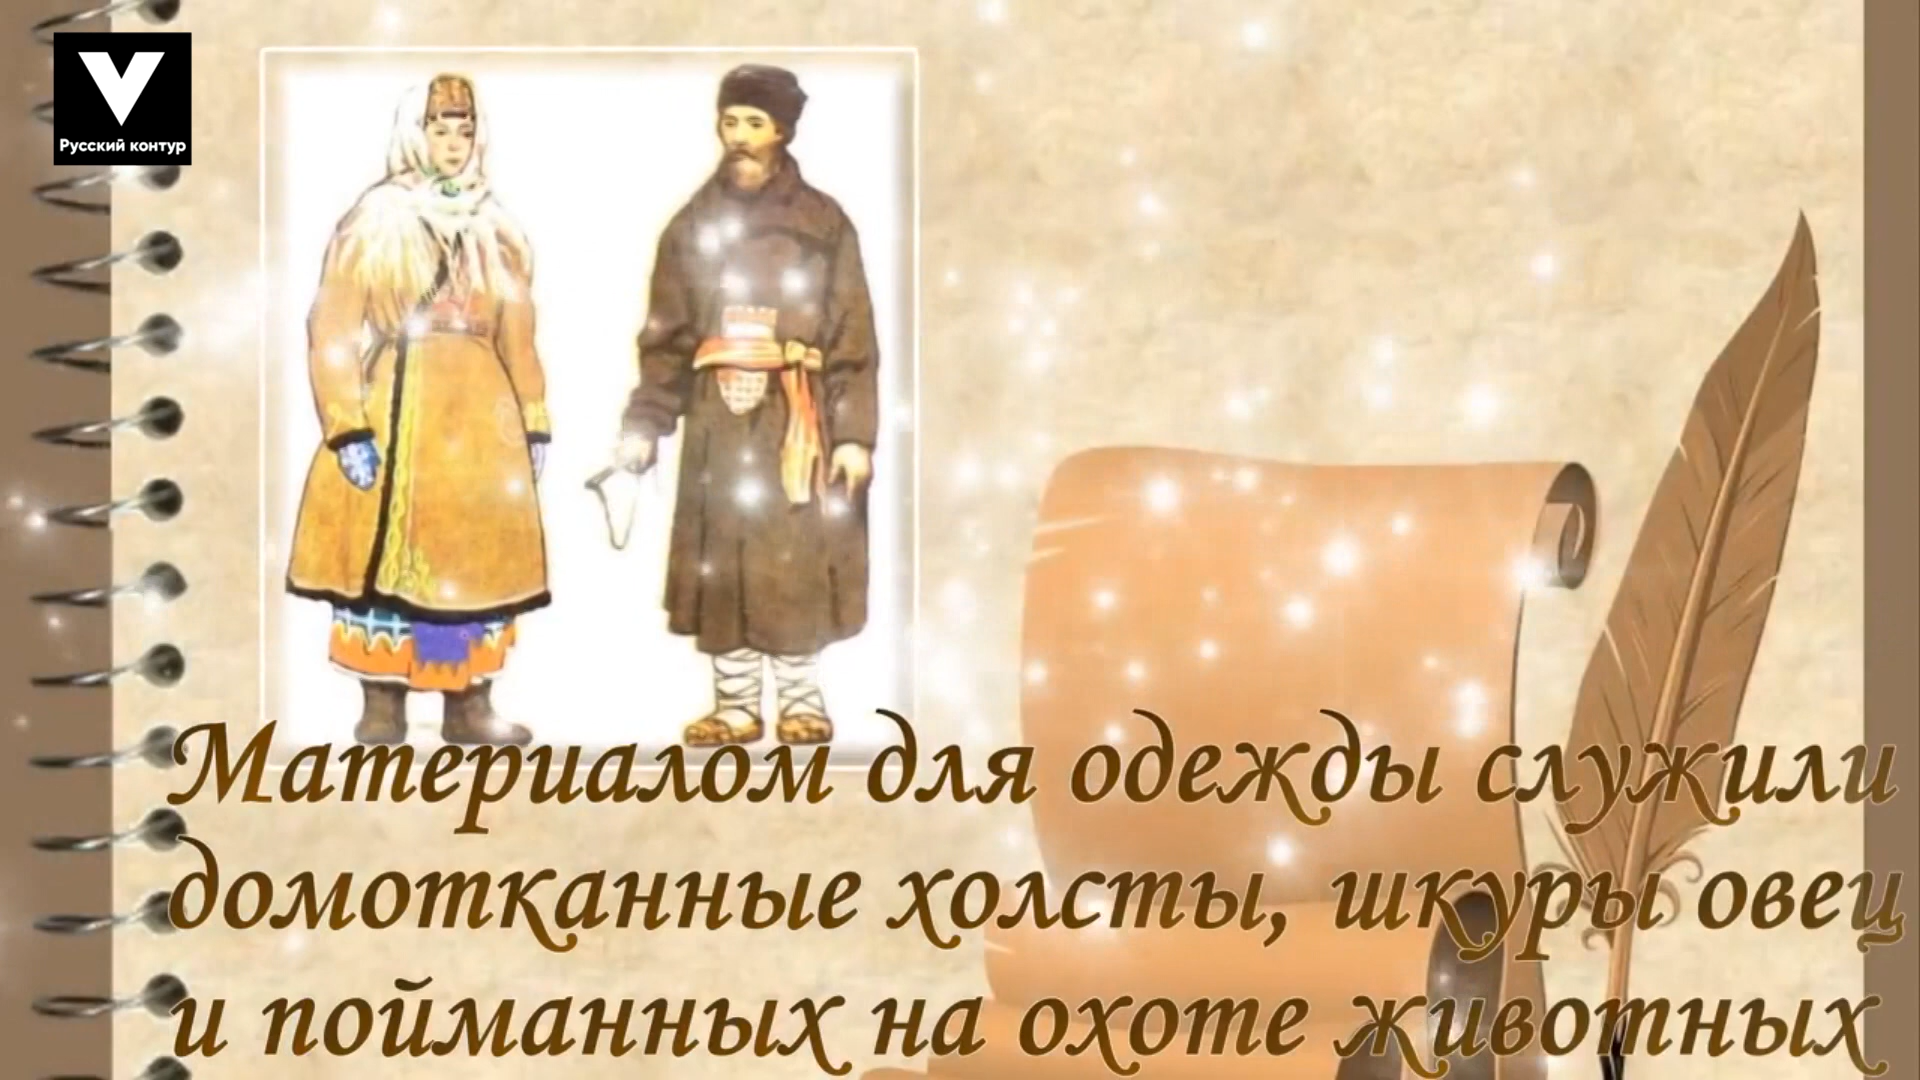 Русский контур
Материалом для одежды служили
домотканные холсты, шкуры овец
и пойманных на охоте животных